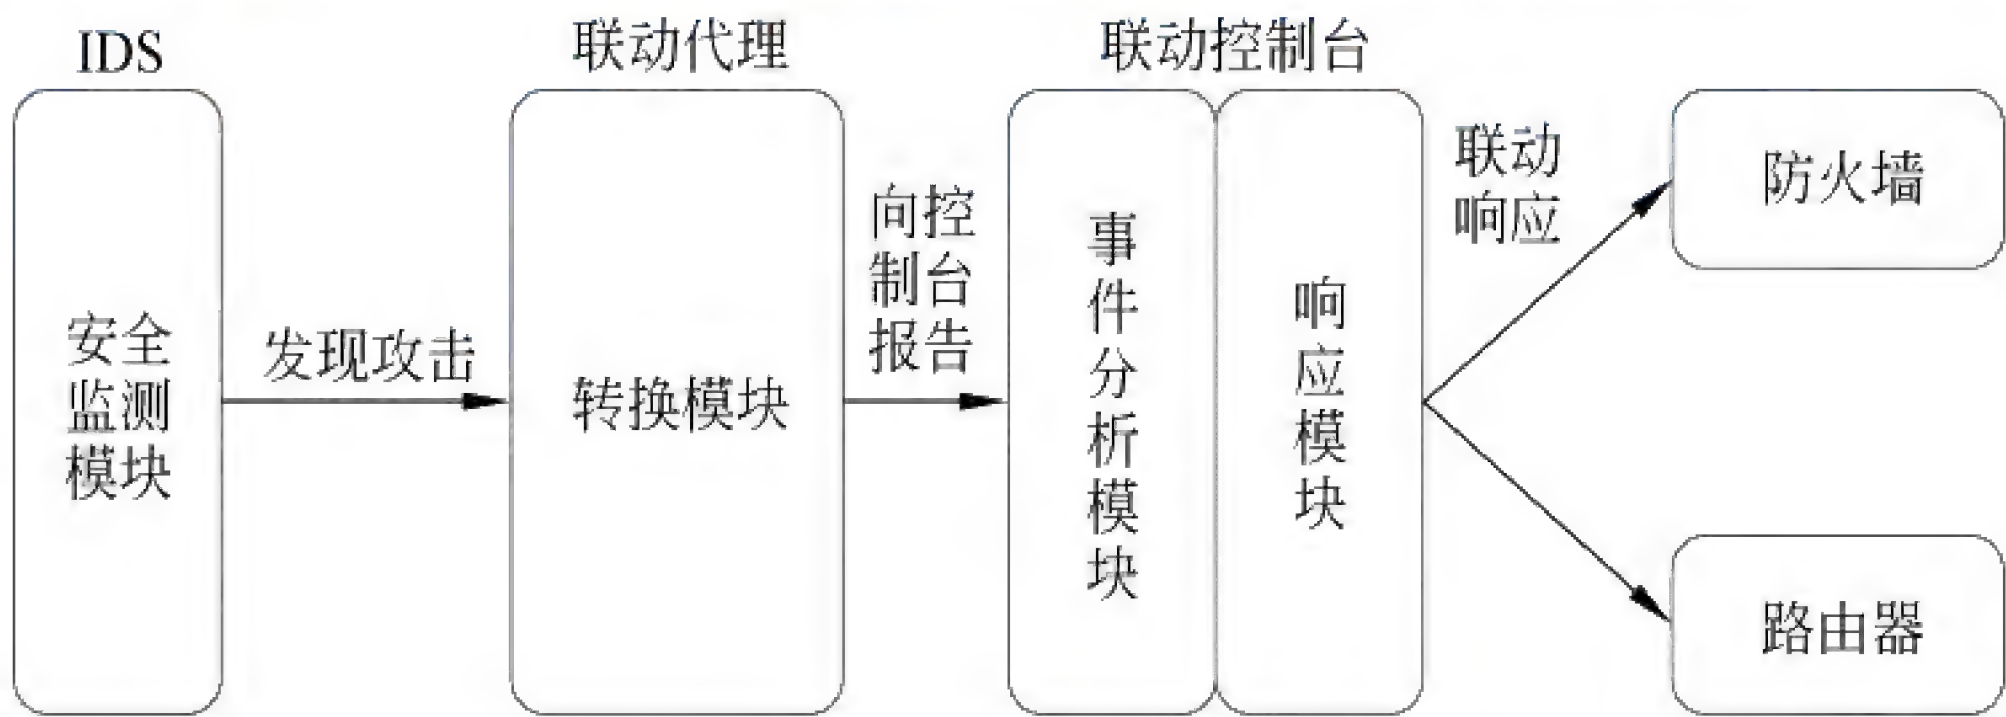 IDS
联动代理
联动控制台
安全
监测
模块
发现攻击
转换模块
向控
制台
报告
事件分析模块
响应模块
联动
响应
防火墙
路由器